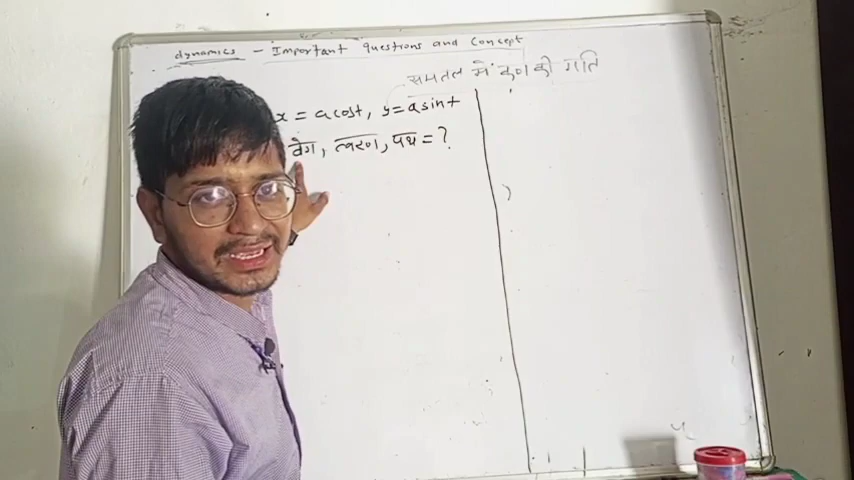 dynamics - Important questions and Concept
समतल में कण की गति
x = a cost, y = a sint
वेग, त्वरण, पथ = ?